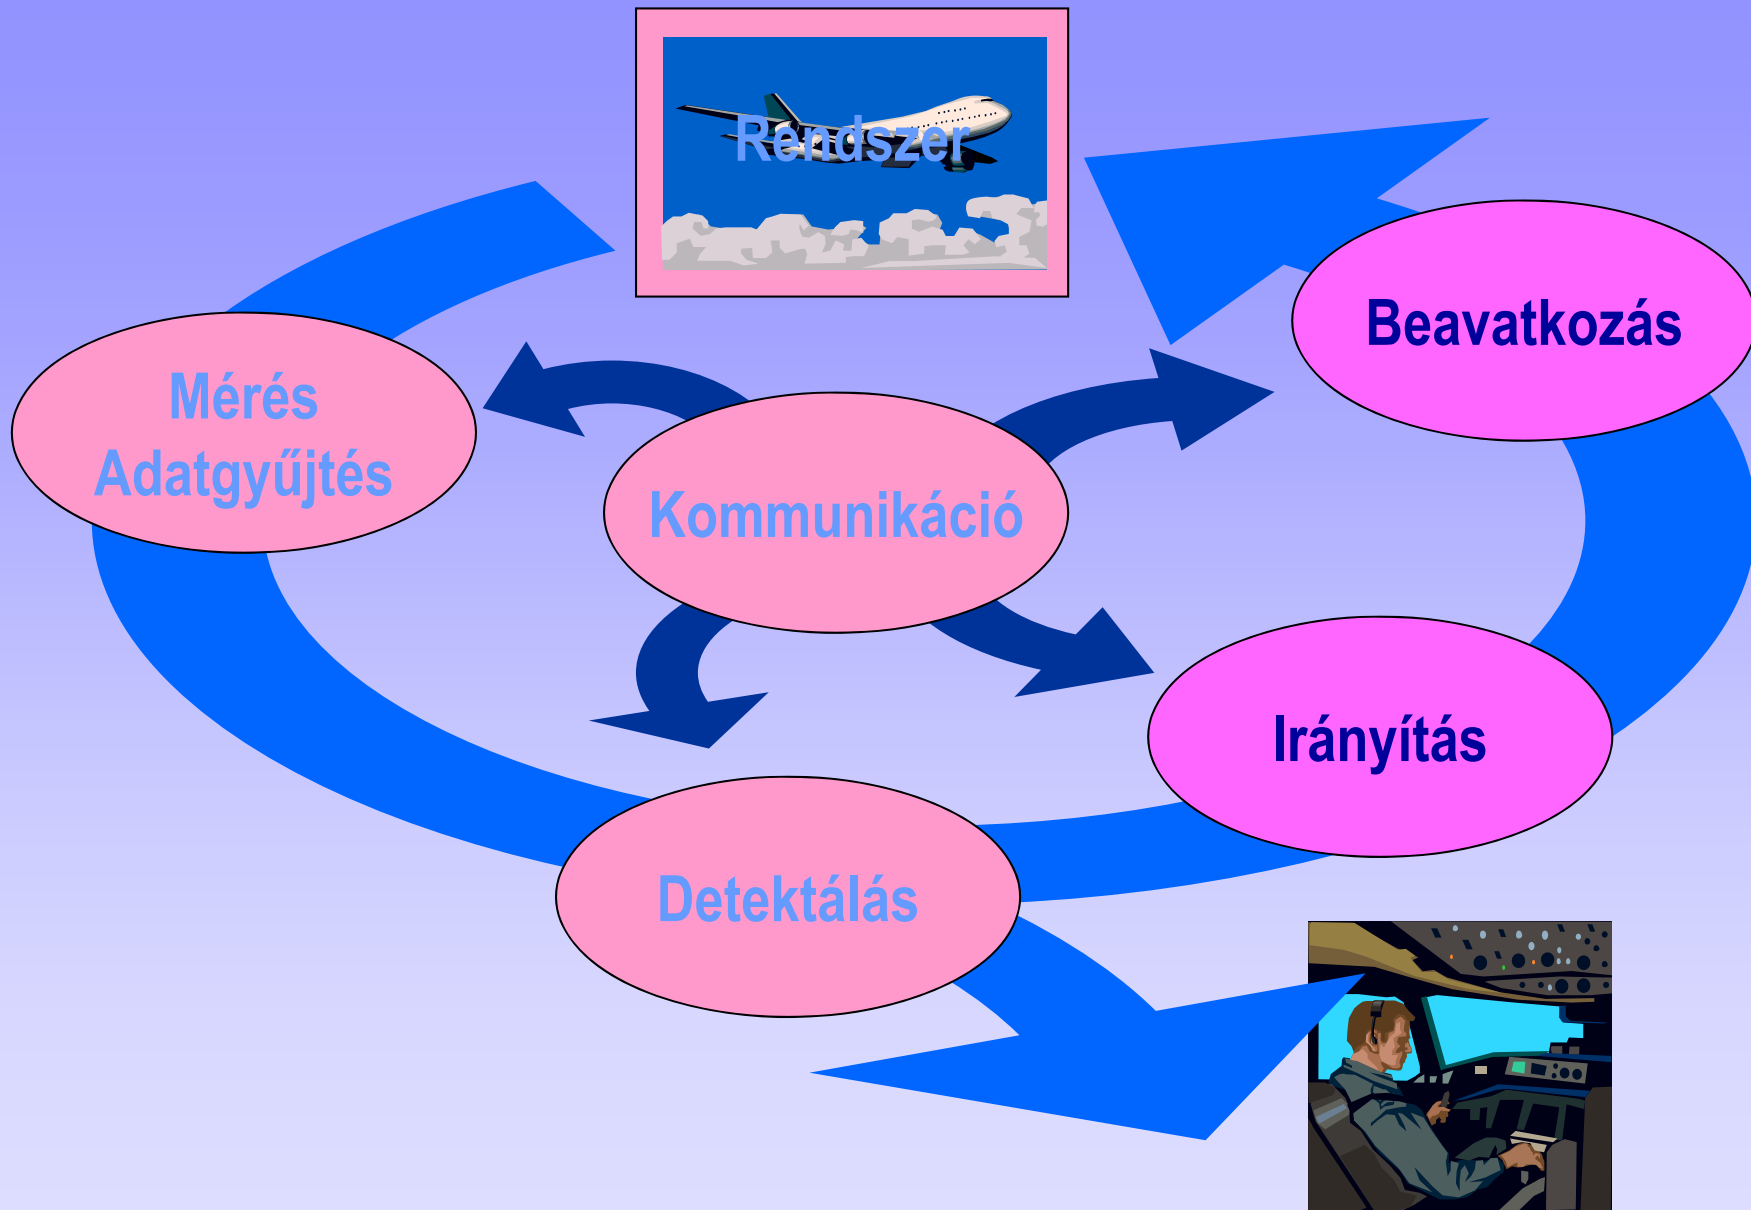 Rendszer
Beavatkozás
Mérés
Adatgyűjtés
Kommunikáció
Irányítás
Detektálás